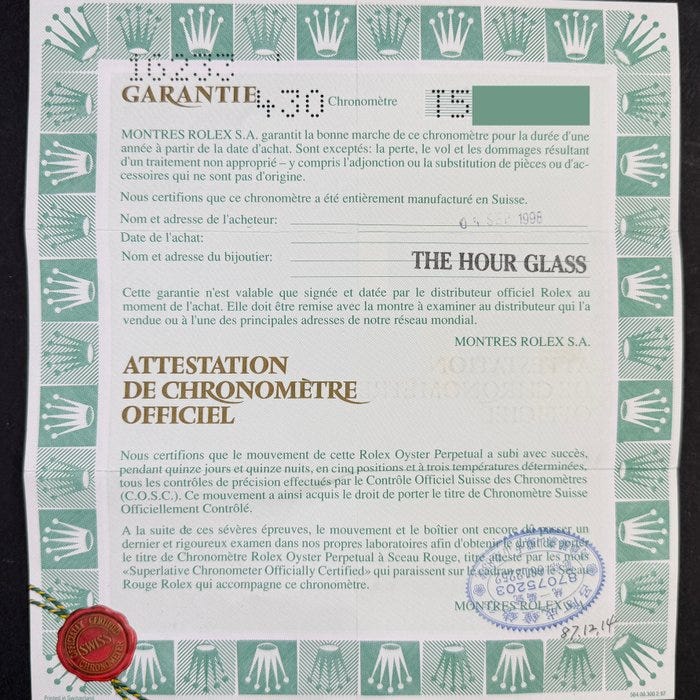 16233
GARANTIE 430 Chronomètre T5
MONTRES ROLEX S.A. garantit la bonne marche de ce chronomètre pour la durée d'une
année à partir de la date d'achat. Sont exceptés: la perte, le vol et les dommages résultant
d'un traitement non approprié – y compris l'adjonction ou la substitution de pièces ou d'ac-
cessoires qui ne sont pas d'origine.
Nous certifions que ce chronomètre a été entièrement manufacturé en Suisse.
Nom et adresse de l'acheteur:
04 SEP 1998
Date de l'achat:
Nom et adresse du bijoutier: THE HOUR GLASS
Cette garantie n'est valable que signée et datée par le distributeur officiel Rolex au
moment de l'achat. Elle doit être remise avec la montre à examiner au distributeur qui l'a
vendue ou à l'une des principales adresses de notre réseau mondial.
MONTRES ROLEX S.A.
ATTESTATION
DE CHRONOMÈTRE
OFFICIEL
Nous certifions que le mouvement de cette Rolex Oyster Perpetual a subi avec succès,
pendant quinze jours et quinze nuits, en cinq positions et à trois températures déterminées,
tous les contrôles de précision effectués par le Contrôle Officiel Suisse des Chronomètres
(C.O.S.C.). Ce mouvement a ainsi acquis le droit de porter le titre de Chronomètre Suisse
Officiellement Contrôlé.
A la suite de ces sévères épreuves, le mouvement et le boîtier ont encore dû passer un
dernier et rigoureux examen dans nos propres laboratoires afin d'obtenir le droit de porter
le titre de Chronomètre Rolex Oyster Perpetual à Sceau Rouge, titre attesté par les mots
«Superlative Chronometer Officially Certified» qui paraissent sur le cadran et par le Sceau
Rouge Rolex qui accompagne ce chronomètre.
MONTRES ROLEX S.A.
87075203
87,12,14
SWISS
CHRONOMETER
Printed in Switzerland
564.00.300.2.97